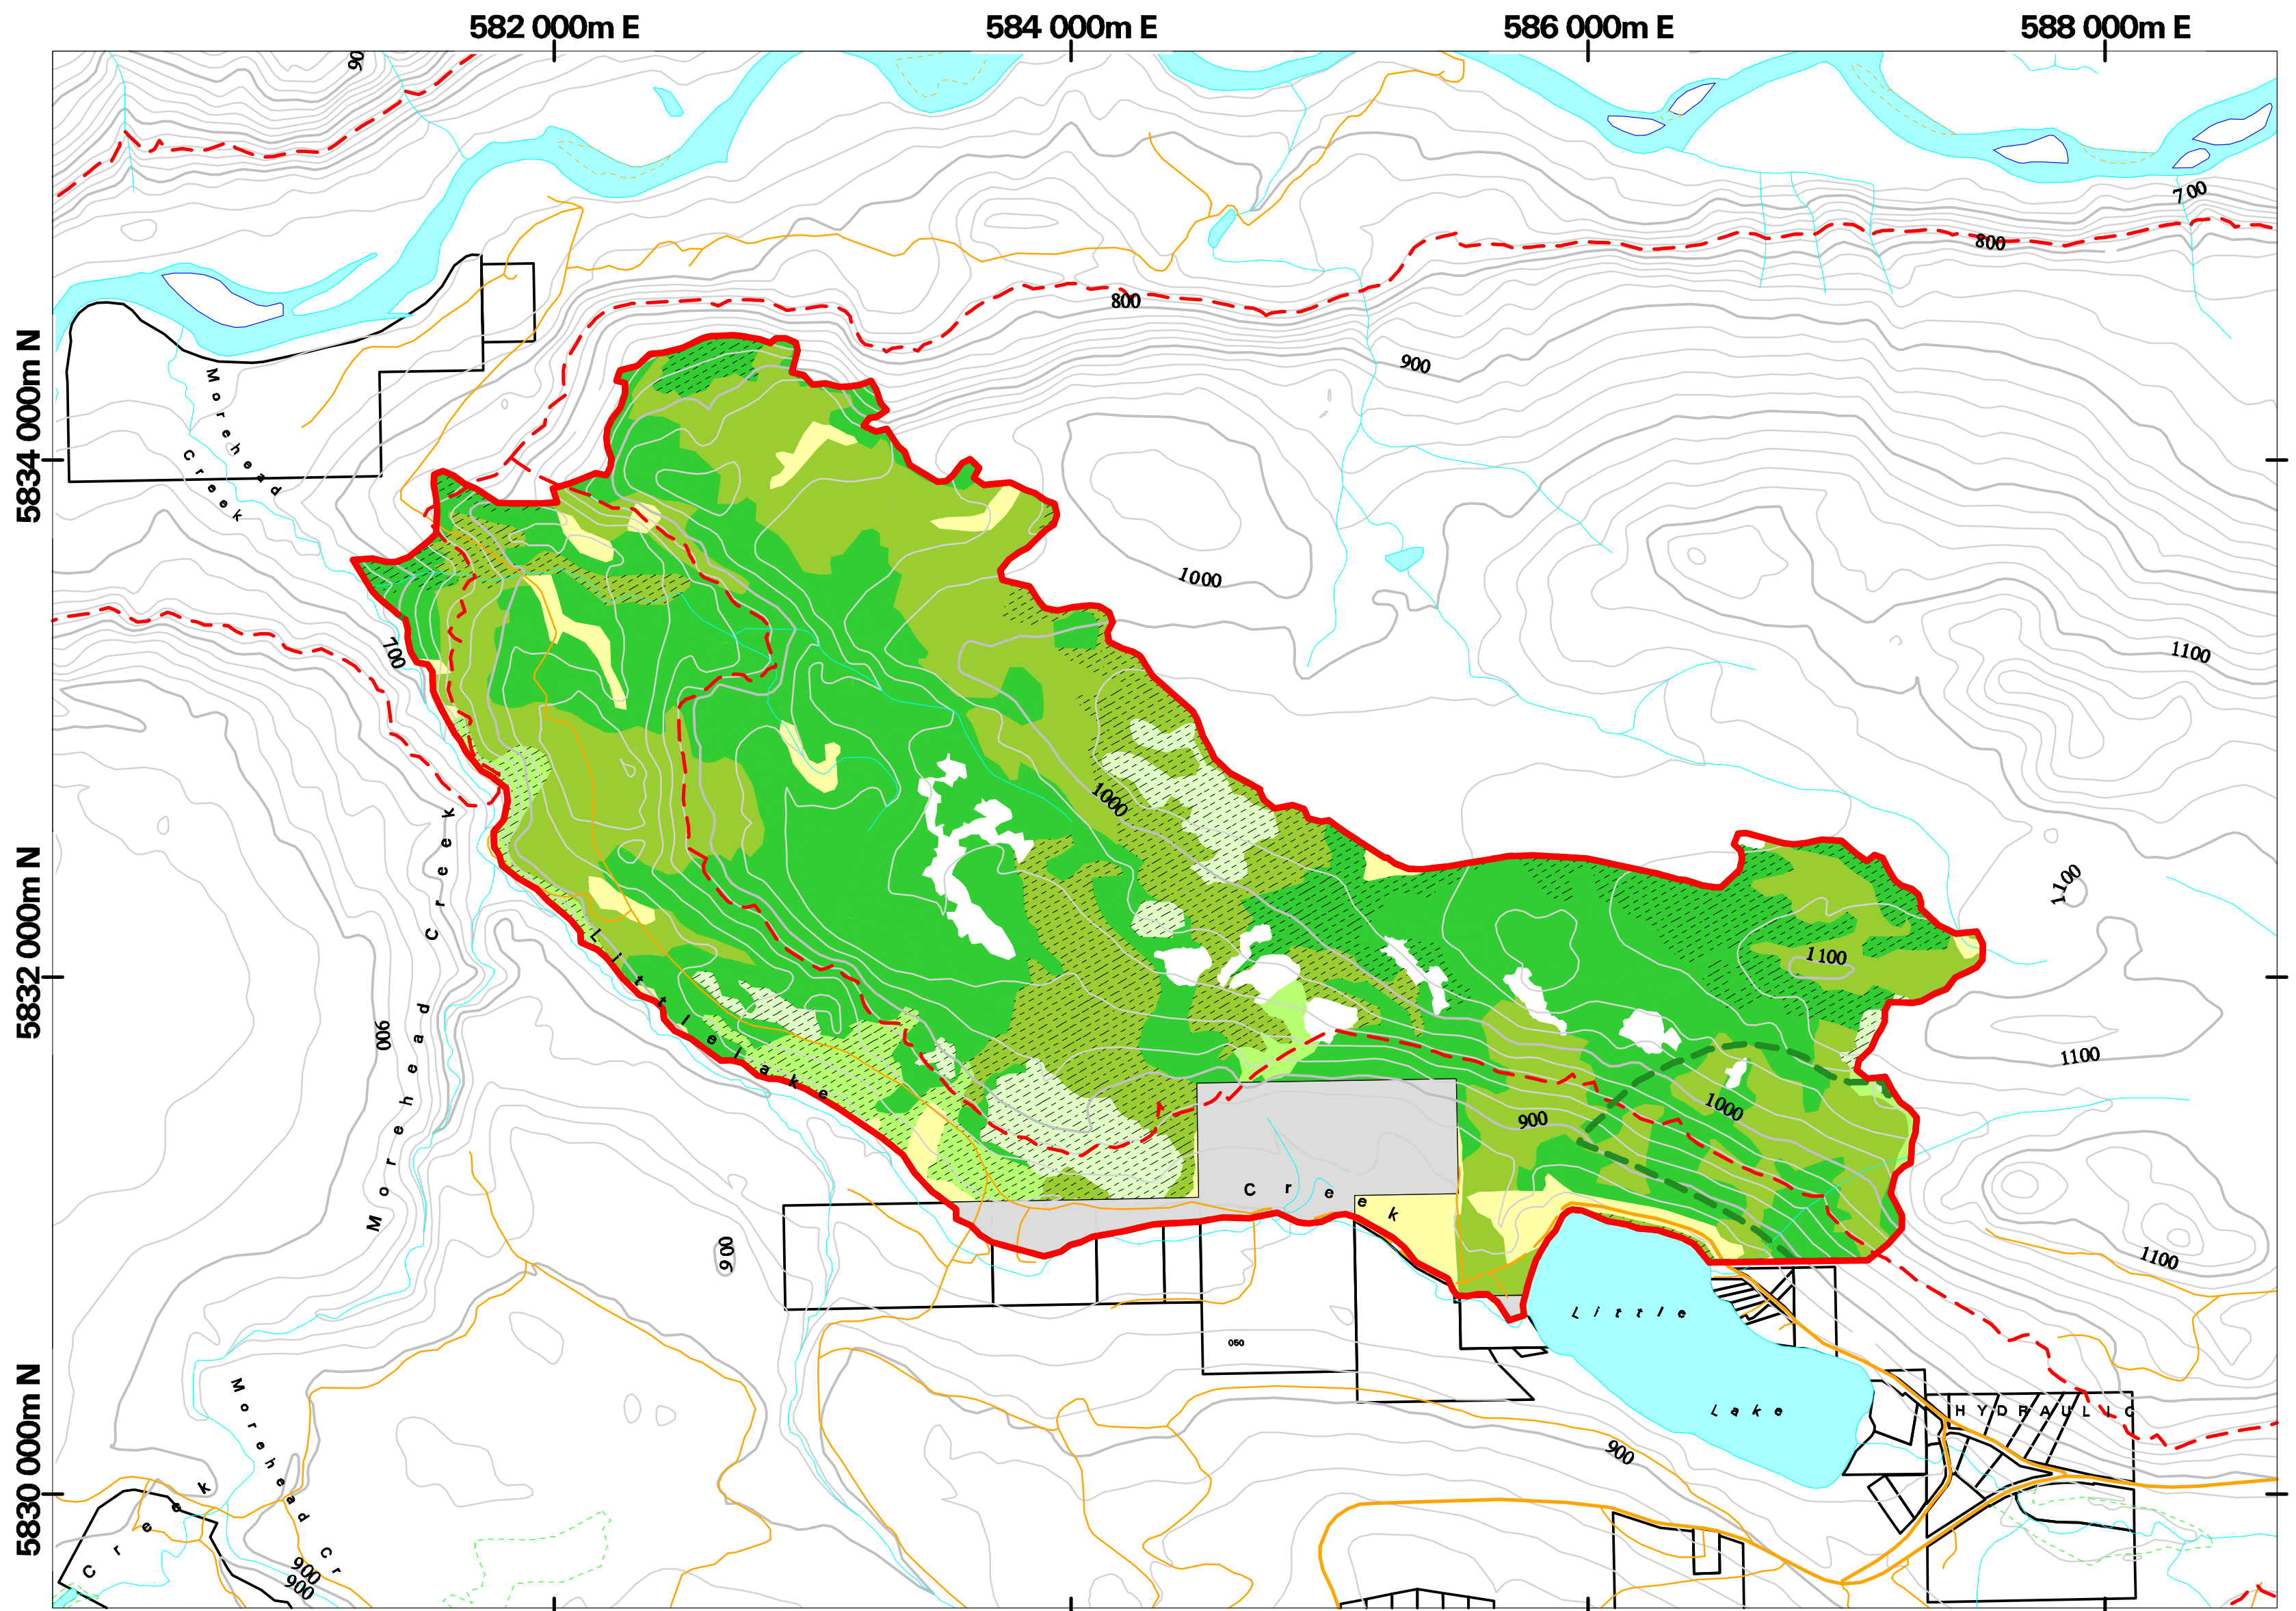 582 000m E
584 000m E
586 000m E
588 000m E
90
700
800
800
900
5834 000m N
Morehead
Creek
1000
700
1100
1000
5832 000m N
1100
Morehead Creek
Little lake
1100
900
1100
1000
900
Creek
900
1100
Little
050
Lake
HYDRAULIC
Morehead Cr
900
5830 000m N
Creek
900
900